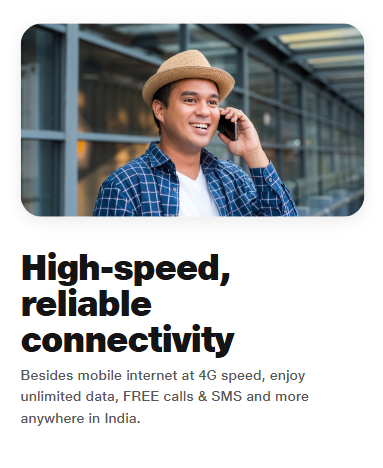 High-speed,
reliable
connectivity
Besides mobile internet at 4G speed, enjoy
unlimited data, FREE calls & SMS and more
anywhere in India.